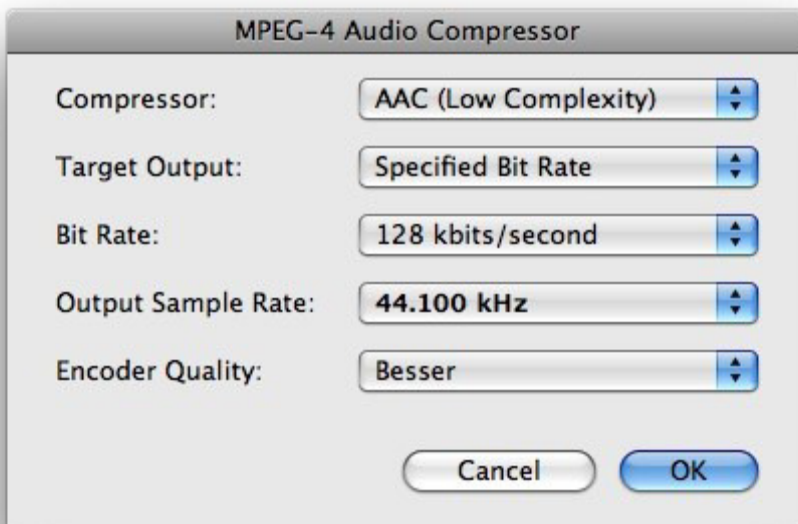 MPEG-4 Audio Compressor
Compressor: AAC (Low Complexity)
Target Output: Specified Bit Rate
Bit Rate: 128 kbits/second
Output Sample Rate: 44.100 kHz
Encoder Quality: Besser
Cancel OK